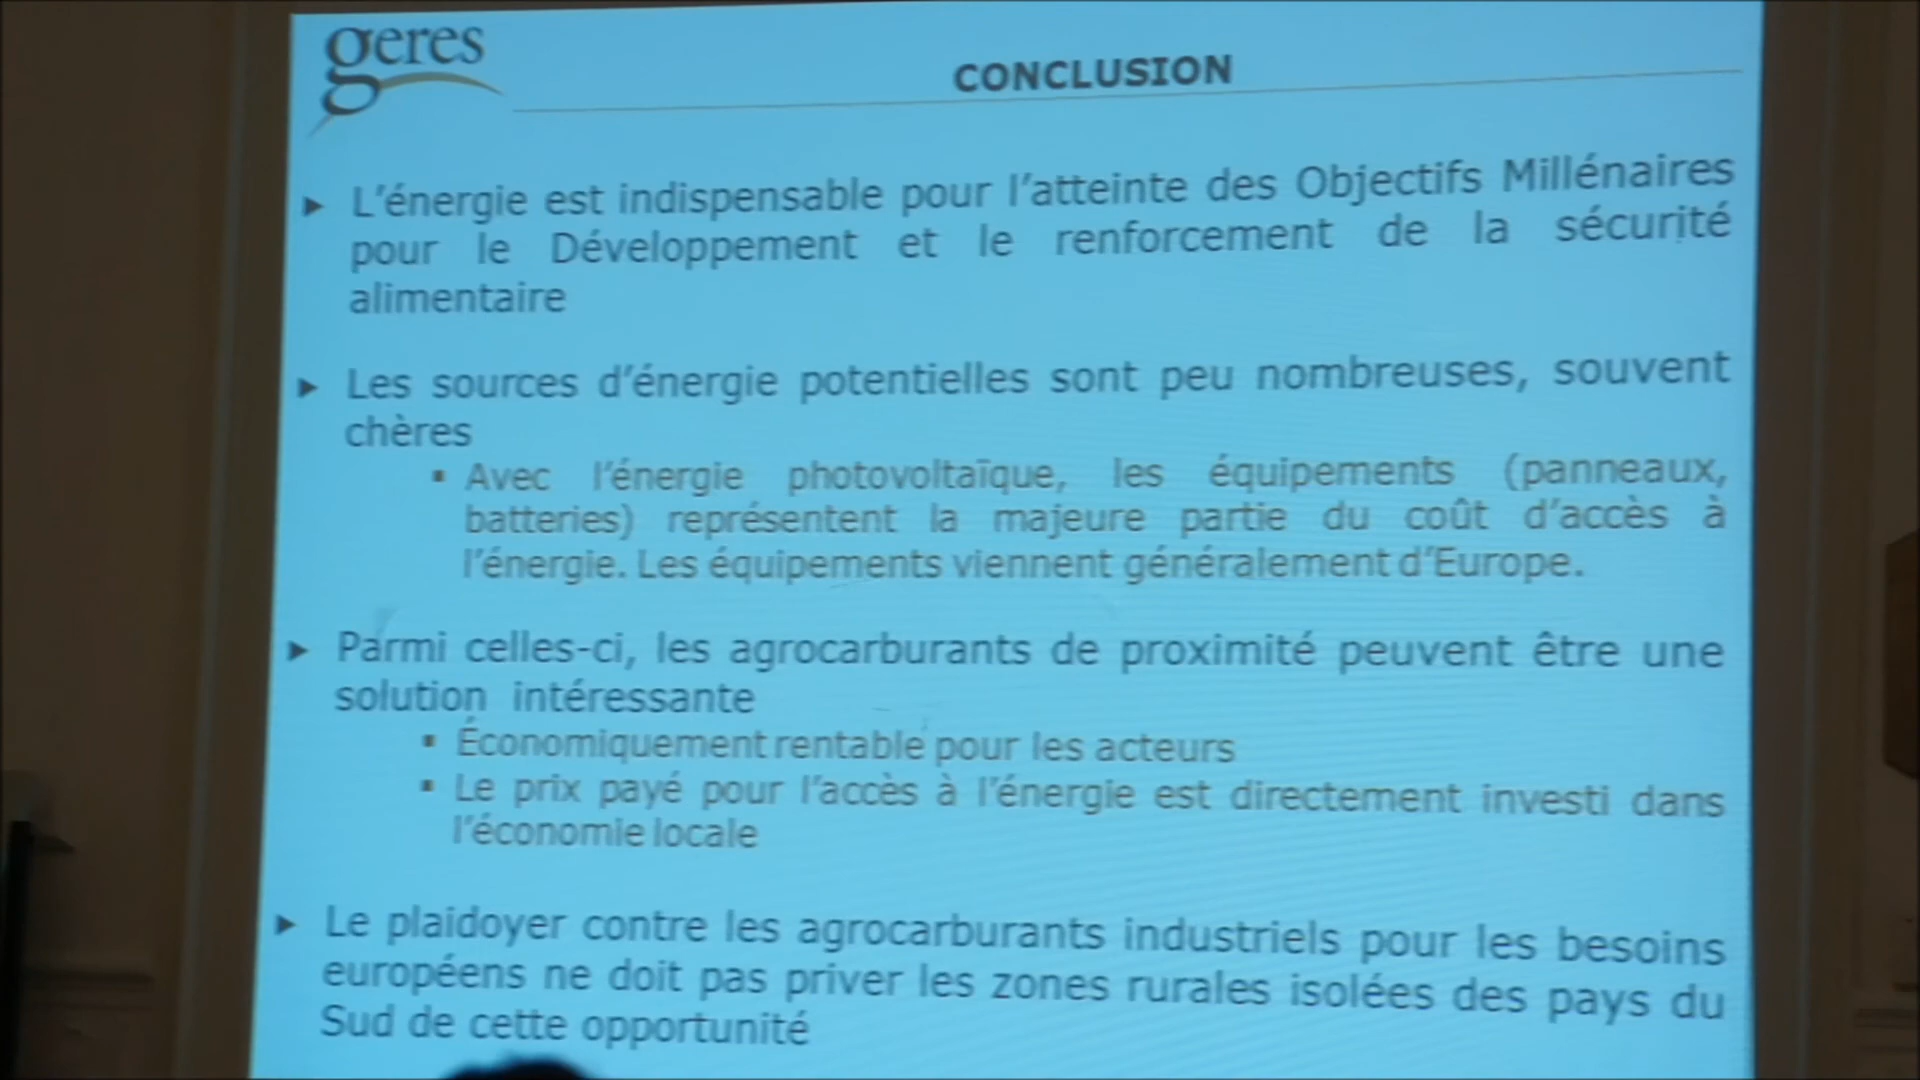 geres
CONCLUSION
► L'énergie est indispensable pour l'atteinte des Objectifs Millénaires
pour le Développement et le renforcement de la sécurité
alimentaire
► Les sources d'énergie potentielles sont peu nombreuses, souvent
chères
▪ Avec l'énergie photovoltaïque, les équipements (panneaux,
batteries) représentent la majeure partie du coût d'accès à
l'énergie. Les équipements viennent généralement d'Europe.
► Parmi celles-ci, les agrocarburants de proximité peuvent être une
solution intéressante
▪ Économiquement rentable pour les acteurs
▪ Le prix payé pour l'accès à l'énergie est directement investi dans
l'économie locale
► Le plaidoyer contre les agrocarburants industriels pour les besoins
européens ne doit pas priver les zones rurales isolées des pays du
Sud de cette opportunité